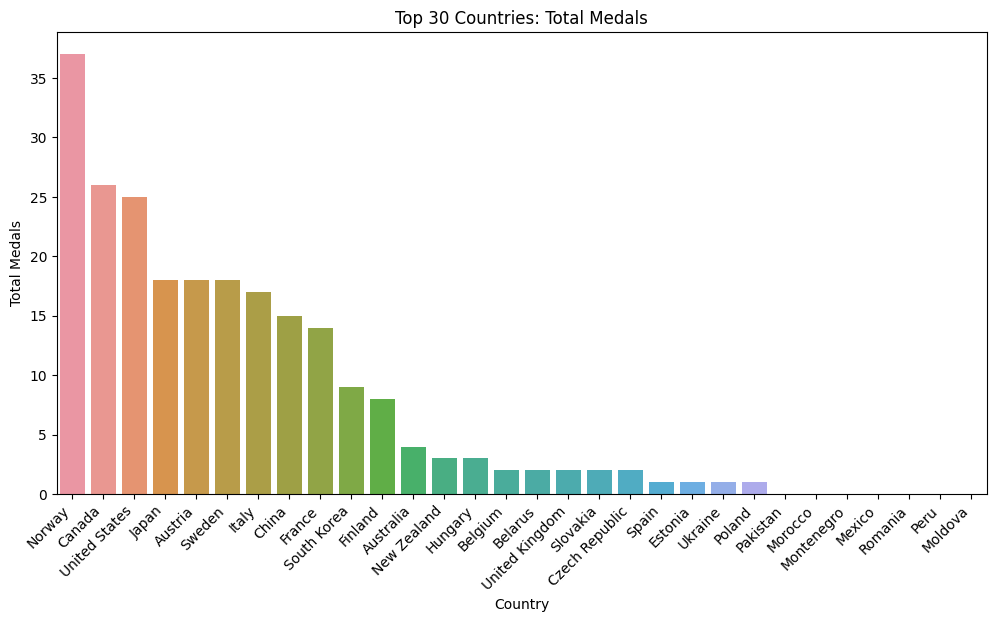 Top 30 Countries: Total Medals
Total Medals
35
30
25
20
15
10
5
0
Norway
Canada
United States
Japan
Austria
Sweden
Italy
China
France
South Korea
Finland
Australia
New Zealand
Hungary
Belgium
Belarus
United Kingdom
Slovakia
Czech Republic
Spain
Estonia
Ukraine
Poland
Pakistan
Morocco
Montenegro
Mexico
Romania
Peru
Moldova
Country